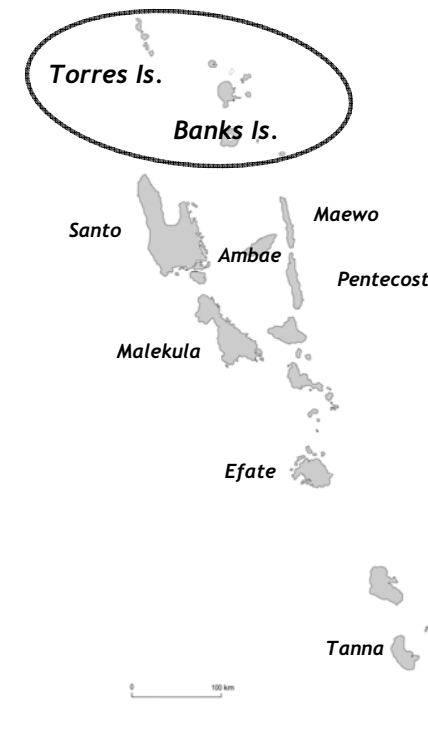 Torres Is.
Banks Is.
Maewo
Santo
Ambae
Pentecost
Malekula
Efate
Tanna
0 100 km